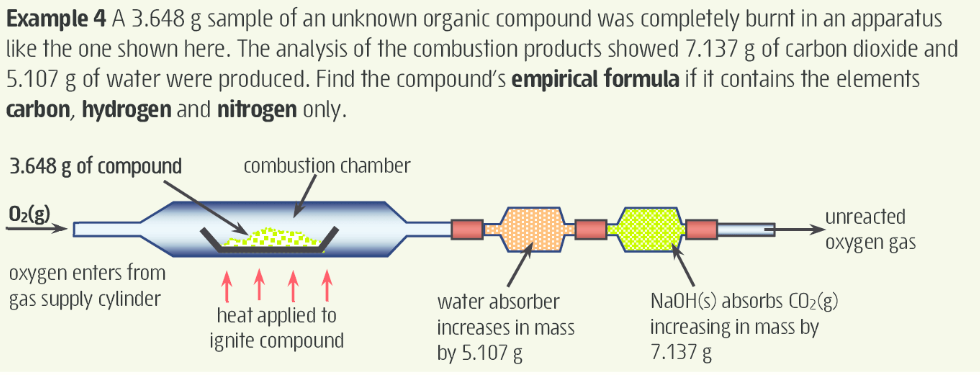 Example 4 A 3.648 g sample of an unknown organic compound was completely burnt in an apparatus
like the one shown here. The analysis of the combustion products showed 7.137 g of carbon dioxide and
5.107 g of water were produced. Find the compound's empirical formula if it contains the elements
carbon, hydrogen and nitrogen only.
3.648 g of compound
combustion chamber
O₂(g)
oxygen enters from
gas supply cylinder
heat applied to
ignite compound
water absorber
increases in mass
by 5.107 g
NaOH(s) absorbs CO₂(g)
increasing in mass by
7.137 g
unreacted
oxygen gas